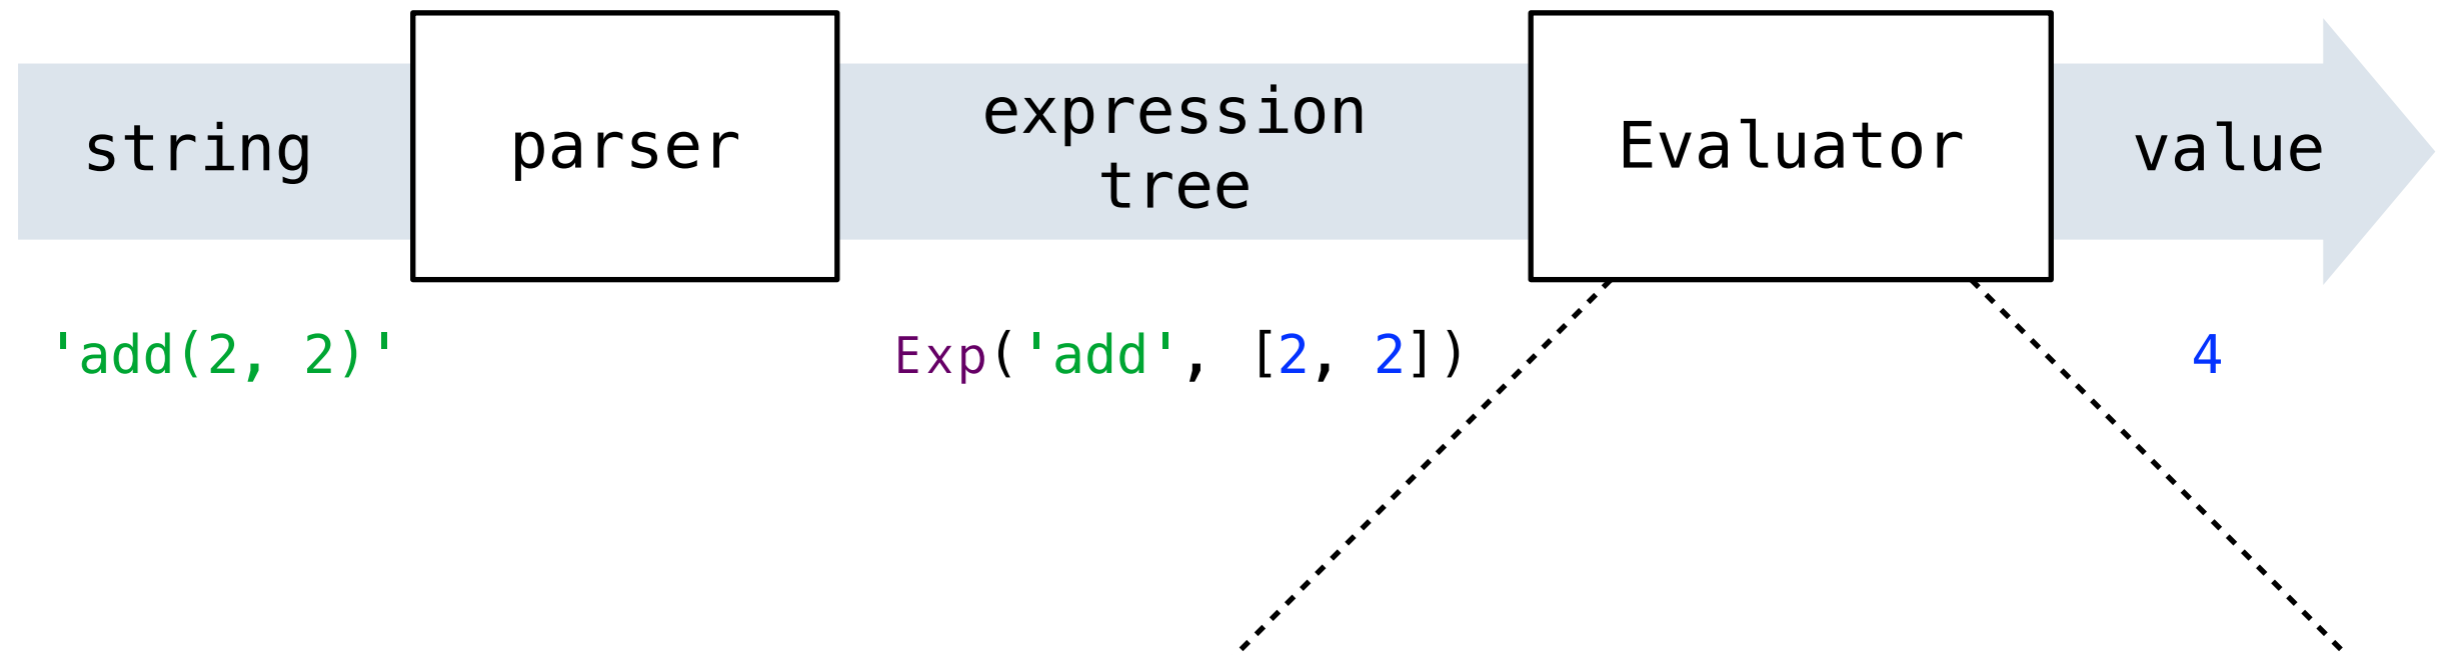 string
parser
expression
tree
Evaluator
value
'add(2, 2)'
Exp('add', [2, 2])
4